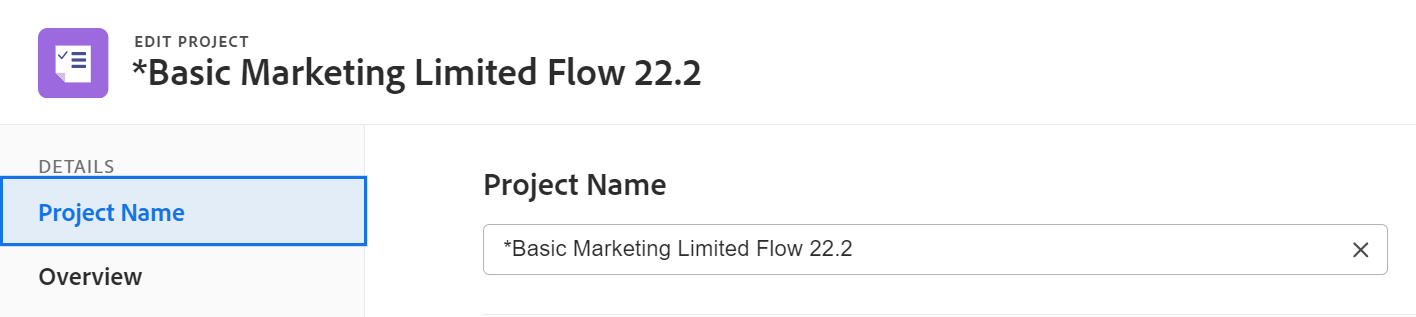 EDIT PROJECT
*Basic Marketing Limited Flow 22.2
DETAILS
Project Name
Overview
Project Name
*Basic Marketing Limited Flow 22.2